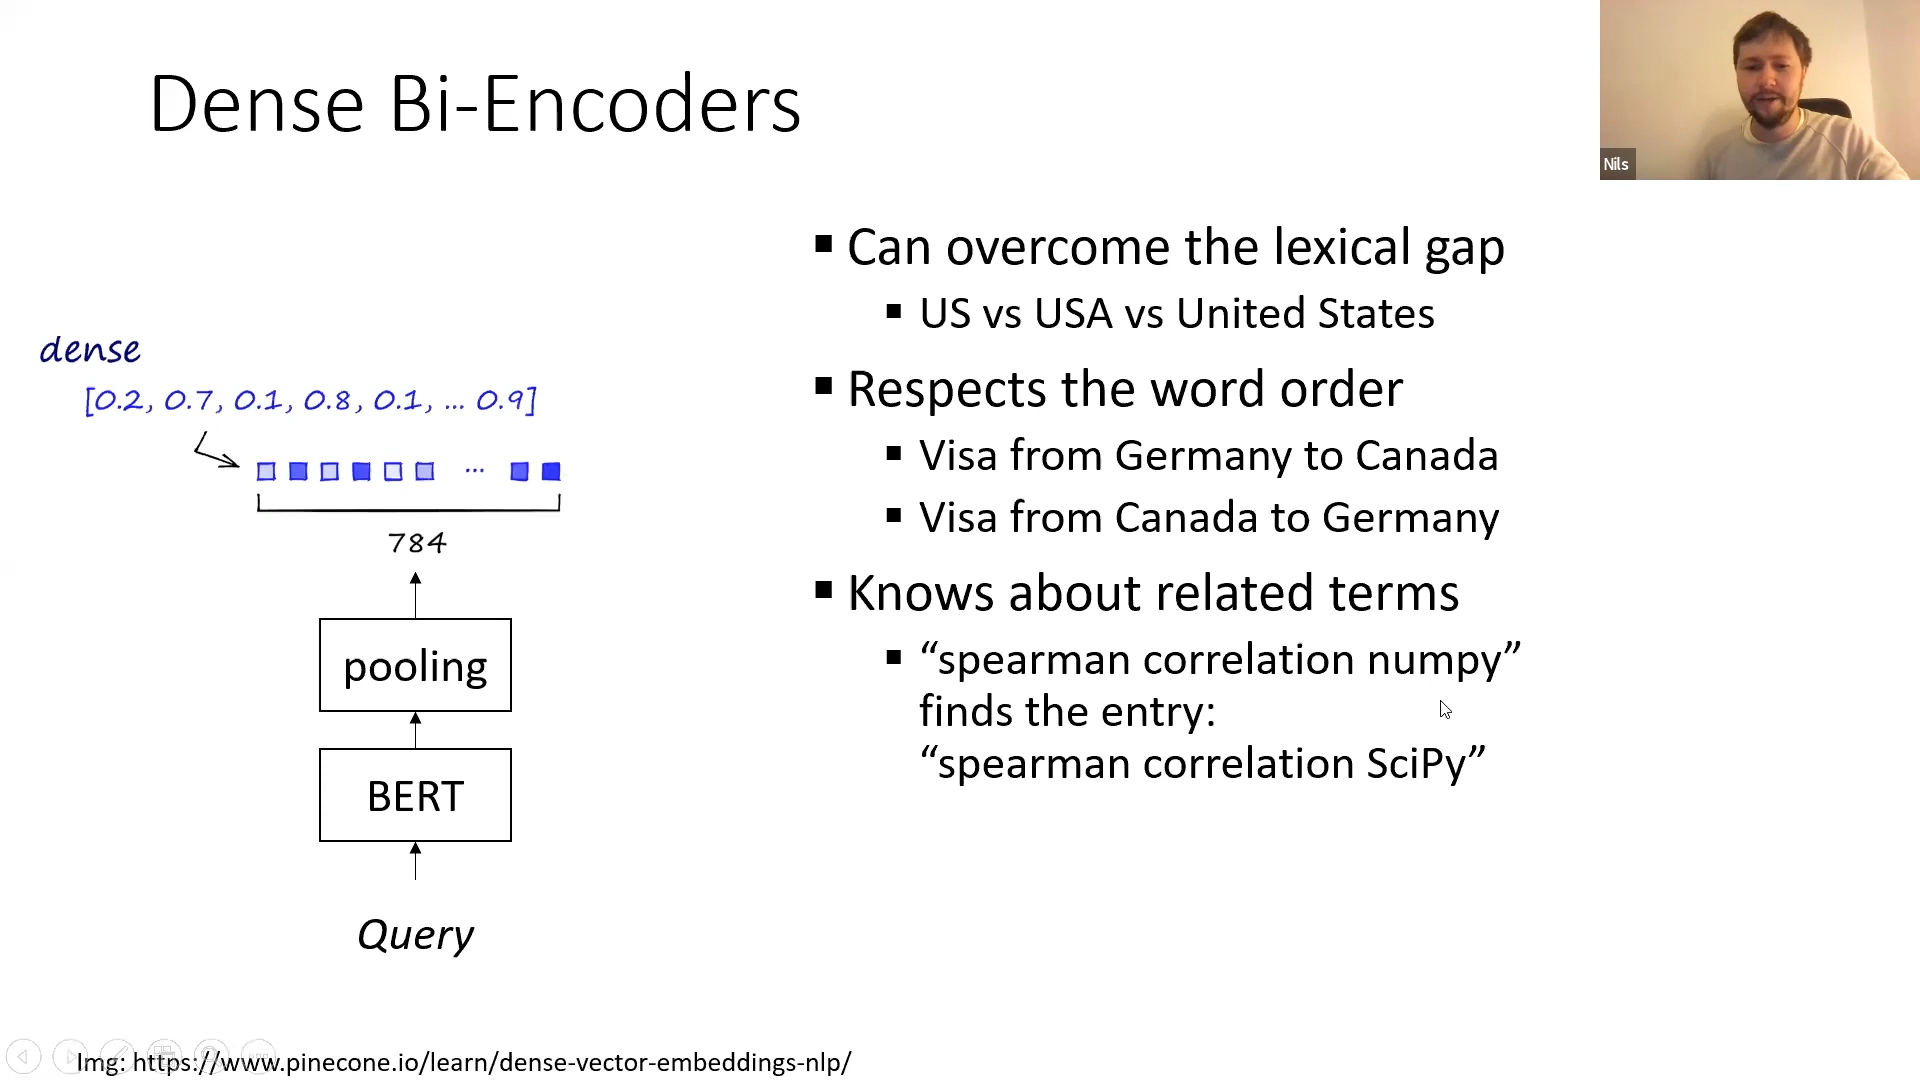 Dense Bi-Encoders
Nils
dense
[0.2, 0.7, 0.1, 0.8, 0.1, ... 0.9]
...
784
pooling
BERT
Query
▪ Can overcome the lexical gap
▪ US vs USA vs United States
▪ Respects the word order
▪ Visa from Germany to Canada
▪ Visa from Canada to Germany
▪ Knows about related terms
▪ “spearman correlation numpy”
finds the entry:
“spearman correlation SciPy”
Img: https://www.pinecone.io/learn/dense-vector-embeddings-nlp/